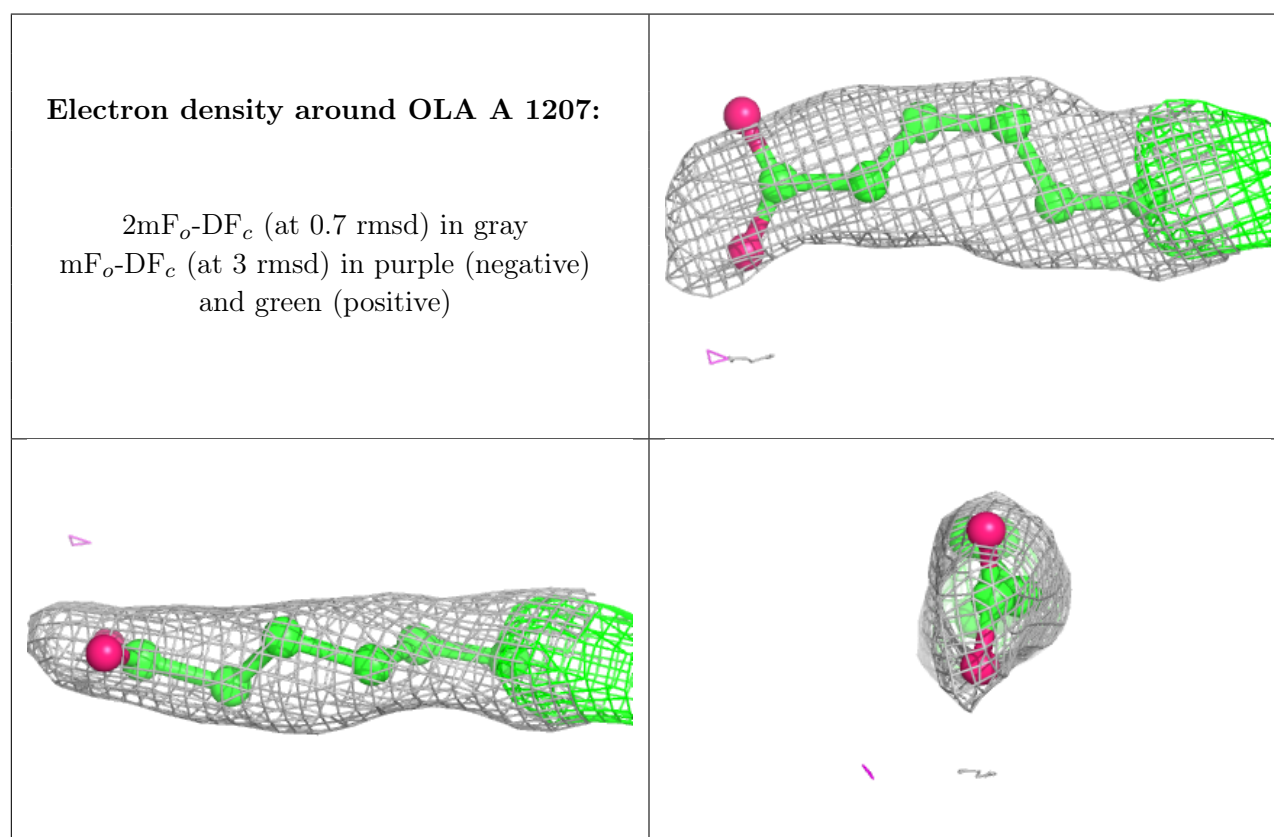 Electron density around OLA A 1207:
2mFo-DFc (at 0.7 rmsd) in gray
mFo-DFc (at 3 rmsd) in purple (negative)
and green (positive)